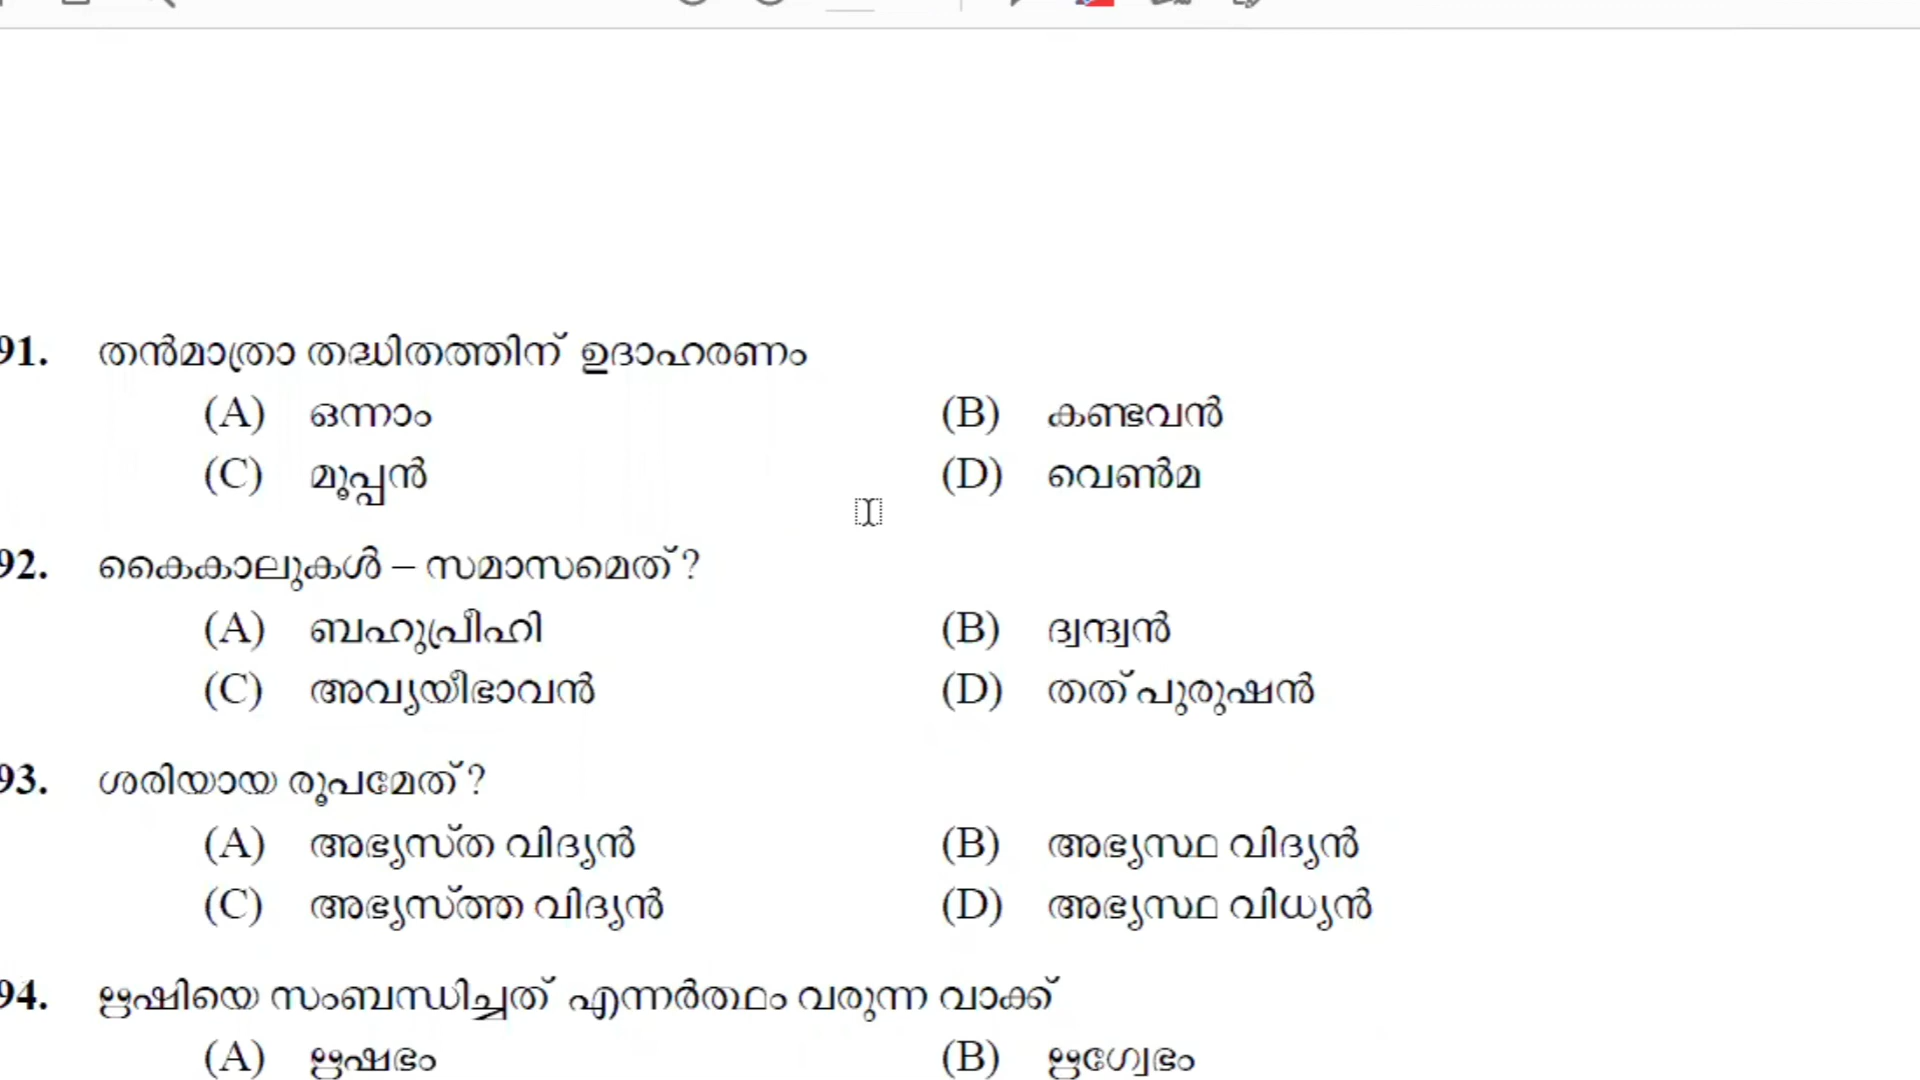 91. തൻമാത്രാ തദ്ധിതത്തിന് ഉദാഹരണം
(A) ഒന്നാം (B) കണ്ടവൻ
(C) മൂപ്പൻ (D) വെൺമ
92. കൈകാലുകൾ – സമാസമെത് ?
(A) ബഹുപ്രീഹി (B) ദ്വന്ദ്വൻ
(C) അവ്യയീഭാവൻ (D) തത് പുരുഷൻ
93. ശരിയായ രൂപമേത് ?
(A) അഭ്യസ്ത വിദ്യൻ (B) അഭ്യസ്ഥ വിദ്യൻ
(C) അഭ്യസ്ത്ത വിദ്യൻ (D) അഭ്യസ്ഥ വിധ്യൻ
94. ഋഷിയെ സംബന്ധിച്ചത് എന്നർത്ഥം വരുന്ന വാക്ക്
(A) ഋഷഭം (B) ഋഗ്വേഭം